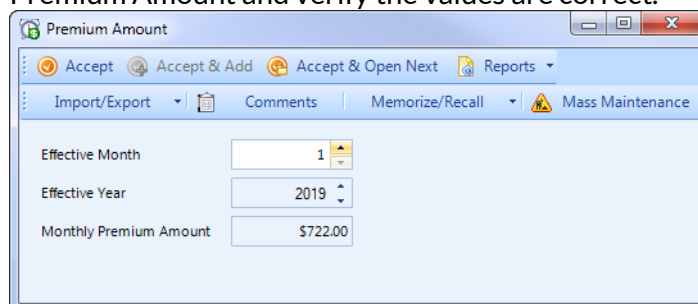 Premium Amount and verify the values are correct.
Premium Amount
Accept Accept & Add Accept & Open Next Reports
Import/Export Comments Memorize/Recall Mass Maintenance
Effective Month 1
Effective Year 2019
Monthly Premium Amount $722.00